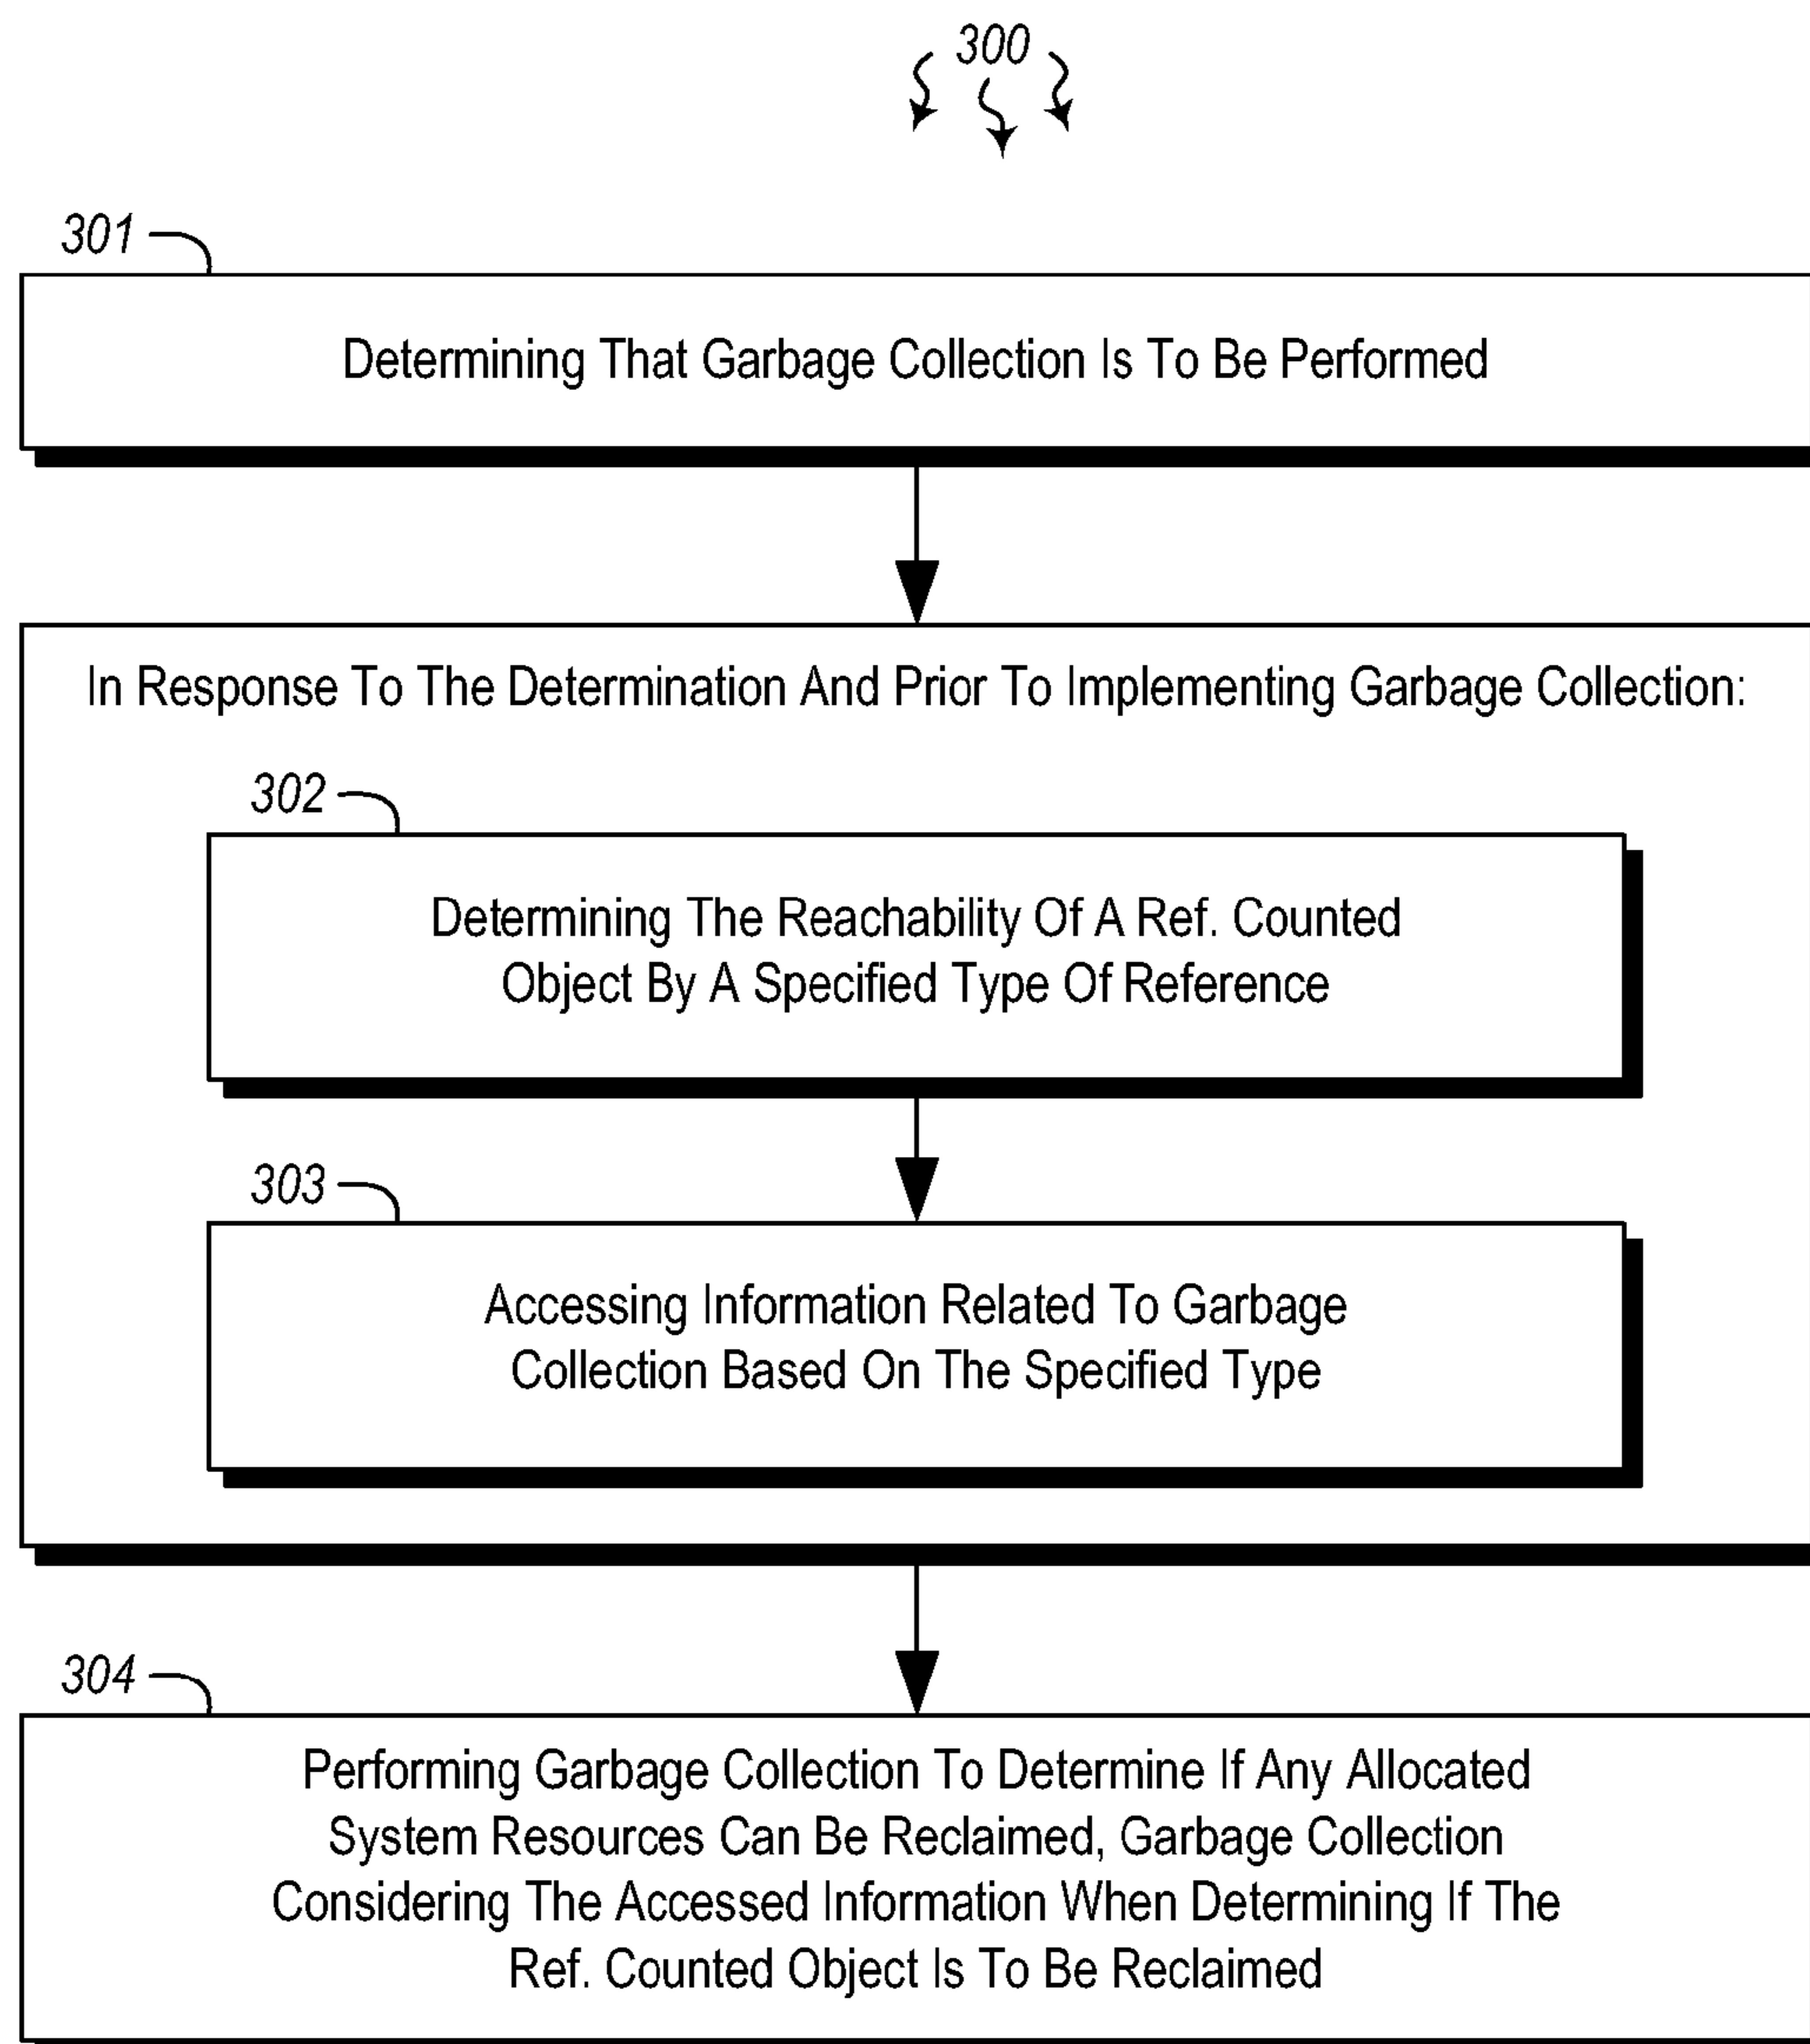 300
301
Determining That Garbage Collection Is To Be Performed
In Response To The Determination And Prior To Implementing Garbage Collection:
302
Determining The Reachability Of A Ref. Counted
Object By A Specified Type Of Reference
303
Accessing Information Related To Garbage
Collection Based On The Specified Type
304
Performing Garbage Collection To Determine If Any Allocated
System Resources Can Be Reclaimed, Garbage Collection
Considering The Accessed Information When Determining If The
Ref. Counted Object Is To Be Reclaimed